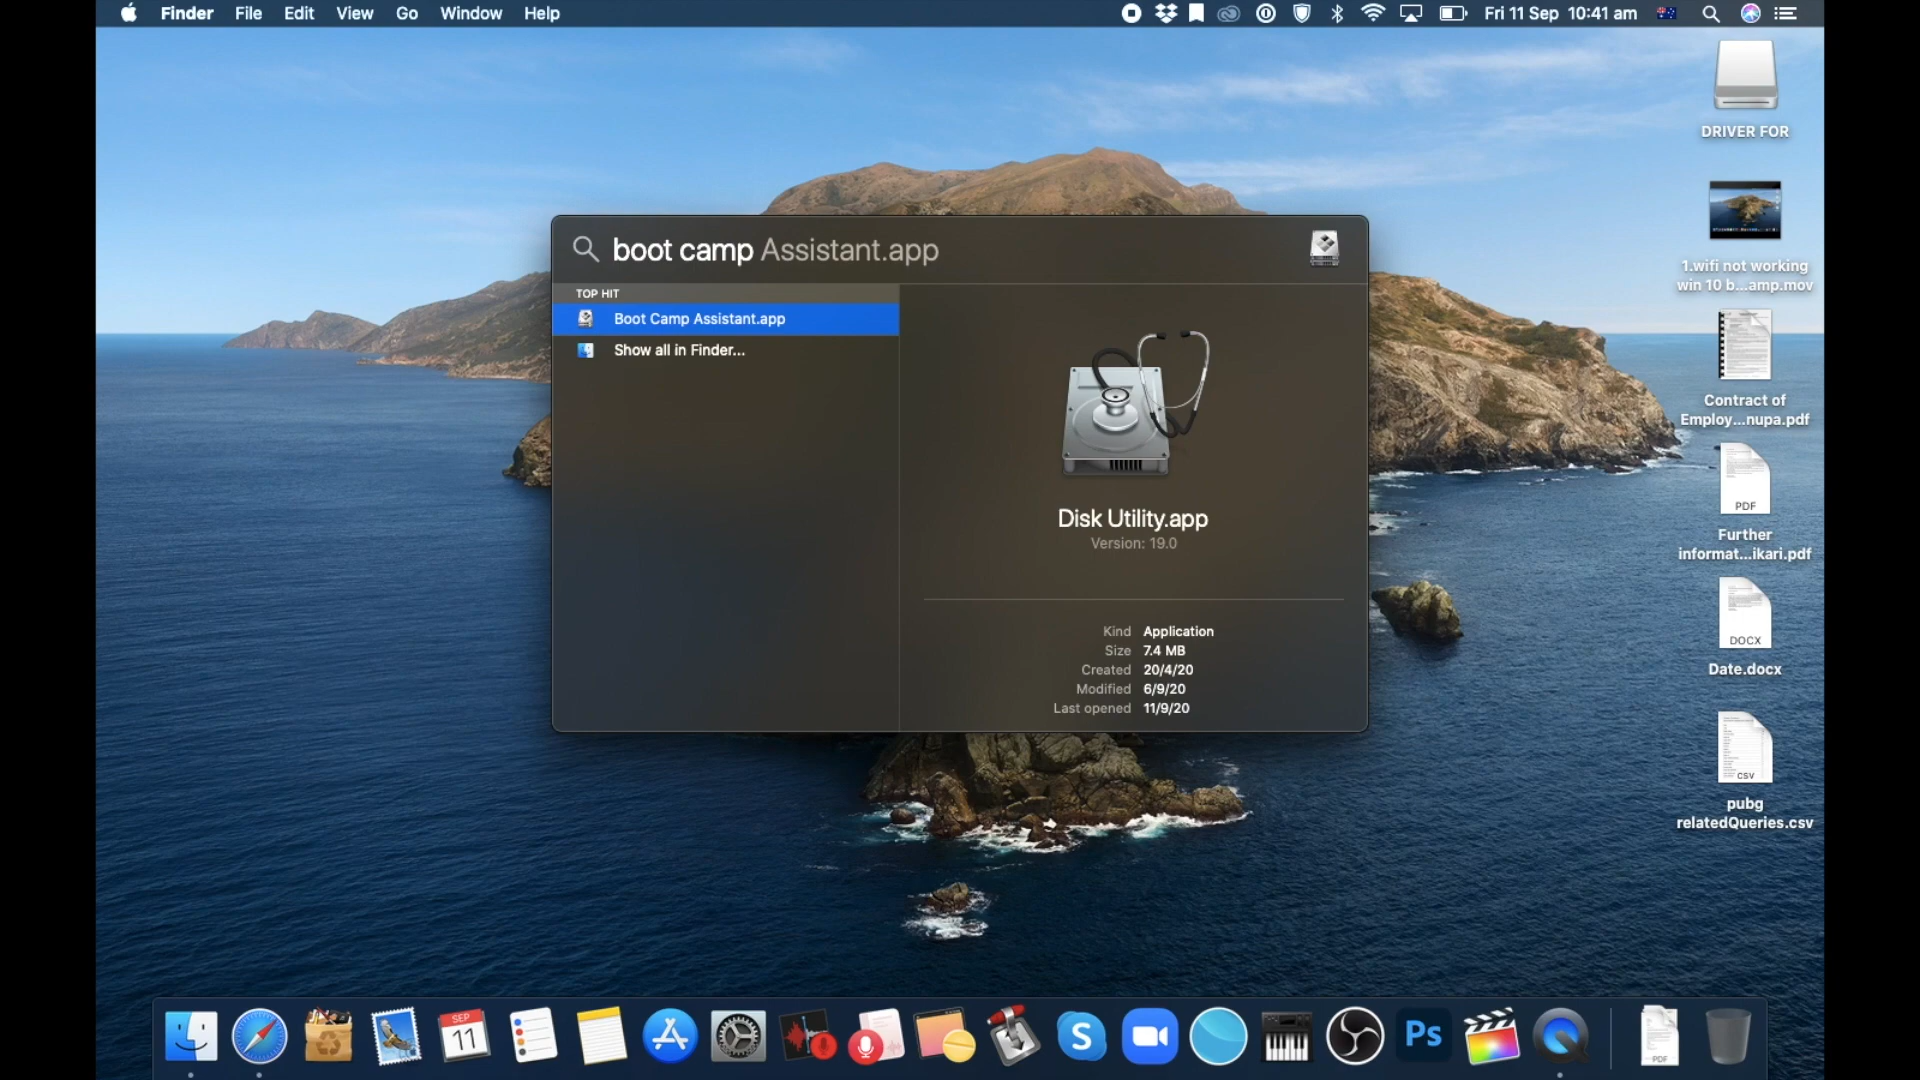 Finder File Edit View Go Window Help
Fri 11 Sep 10:41 am
DRIVER FOR
1.wifi not working
win 10 b...amp.mov
Contract of
Employ...nupa.pdf
PDF
Further
informat...ikari.pdf
DOCX
Date.docx
CSV
pubg
relatedQueries.csv
boot camp Assistant.app
TOP HIT
Boot Camp Assistant.app
Show all in Finder...
Disk Utility.app
Version: 19.0
Kind Application
Size 7.4 MB
Created 20/4/20
Modified 6/9/20
Last opened 11/9/20
SEP
11
S
Ps
PDF